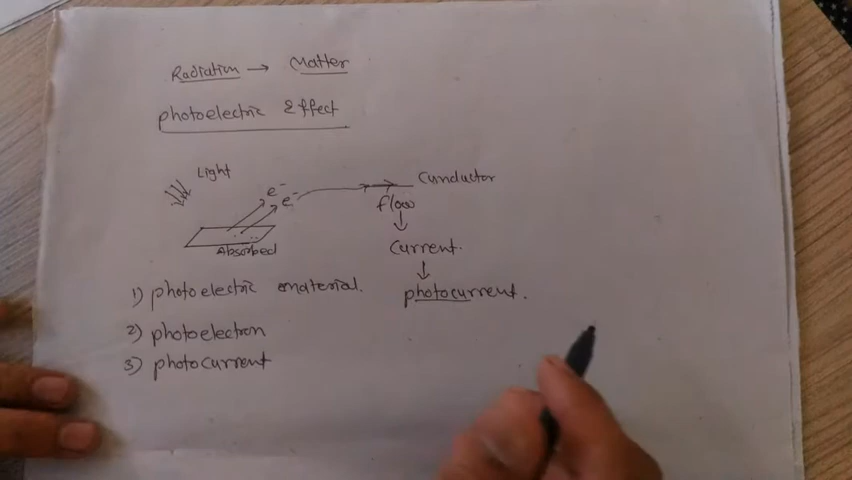 Radiation → Matter
photoelectric Effect
Light
e⁻
e⁻
Conductor
flow
Absorbed
Current.
1) photoelectric material.
photocurrent.
2) photoelectron
3) photocurrent